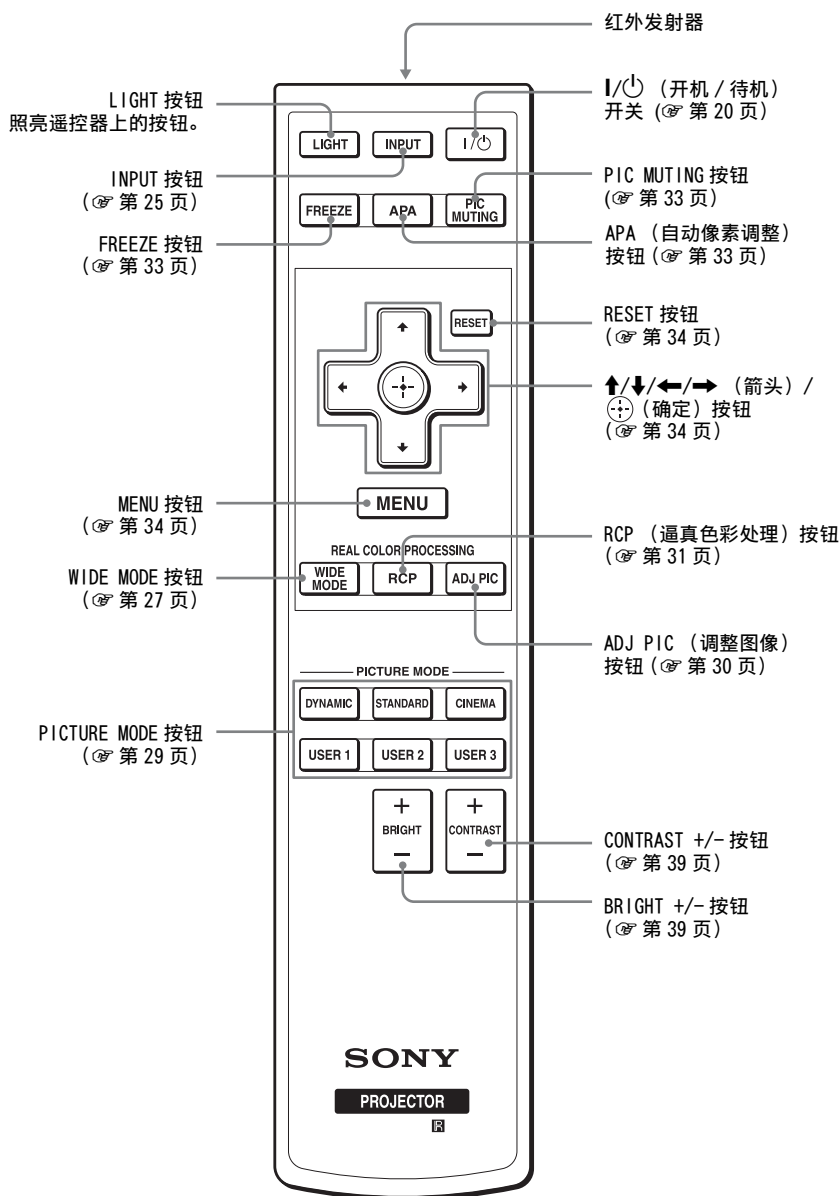 红外发射器
LIGHT 按钮
照亮遥控器上的按钮。
INPUT 按钮
(☞ 第 25 页)
FREEZE 按钮
(☞ 第 33 页)
MENU 按钮
(☞ 第 34 页)
WIDE MODE 按钮
(☞ 第 27 页)
PICTURE MODE 按钮
(☞ 第 29 页)
LIGHT
INPUT
I/⏻
FREEZE
APA
PIC
MUTING
RESET
MENU
REAL COLOR PROCESSING
WIDE
MODE
RCP
ADJ PIC
PICTURE MODE
DYNAMIC
STANDARD
CINEMA
USER 1
USER 2
USER 3
+
BRIGHT
−
+
CONTRAST
−
SONY
PROJECTOR
R
I/⏻ (开机 / 待机)
开关 (☞ 第 20 页)
PIC MUTING 按钮
(☞ 第 33 页)
APA (自动像素调整)
按钮 (☞ 第 33 页)
RESET 按钮
(☞ 第 34 页)
↑/↓/←/→ (箭头) /
(确定) 按钮
(☞ 第 34 页)
RCP (逼真色彩处理) 按钮
(☞ 第 31 页)
ADJ PIC (调整图像)
按钮 (☞ 第 30 页)
CONTRAST +/- 按钮
(☞ 第 39 页)
BRIGHT +/- 按钮
(☞ 第 39 页)